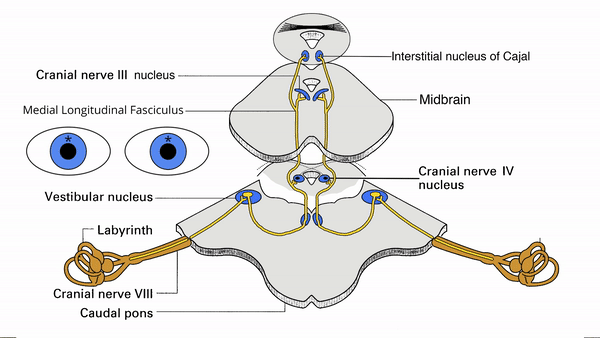 Interstitial nucleus of Cajal
Cranial nerve III nucleus
Midbrain
Medial Longitudinal Fasciculus
* *
Cranial nerve IV
nucleus
Vestibular nucleus
Labyrinth
Cranial nerve VIII
Caudal pons